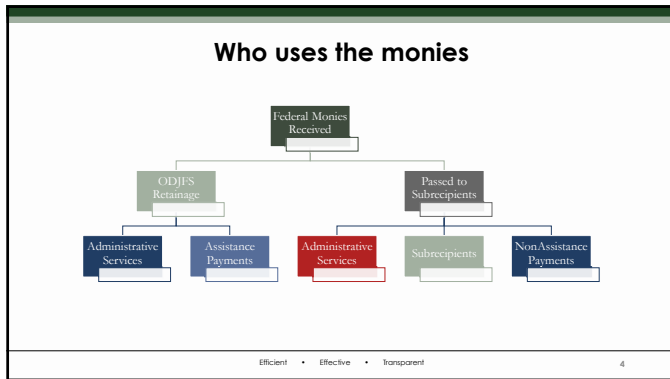 Who uses the monies
Federal Monies
Received
ODJFS
Retainage
Passed to
Subrecipients
Administrative
Services
Assistance
Payments
Administrative
Services
Subrecipients
NonAssistance
Payments
Efficient • Effective • Transparent
4